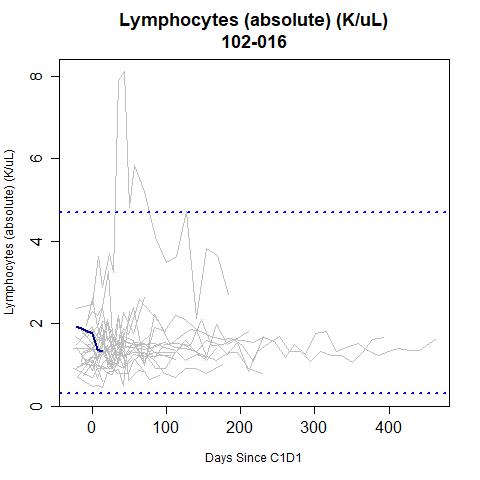 Lymphocytes (absolute) (K/uL)
102-016
Lymphocytes (absolute) (K/uL)
8
6
4
2
0
0 100 200 300 400
Days Since C1D1